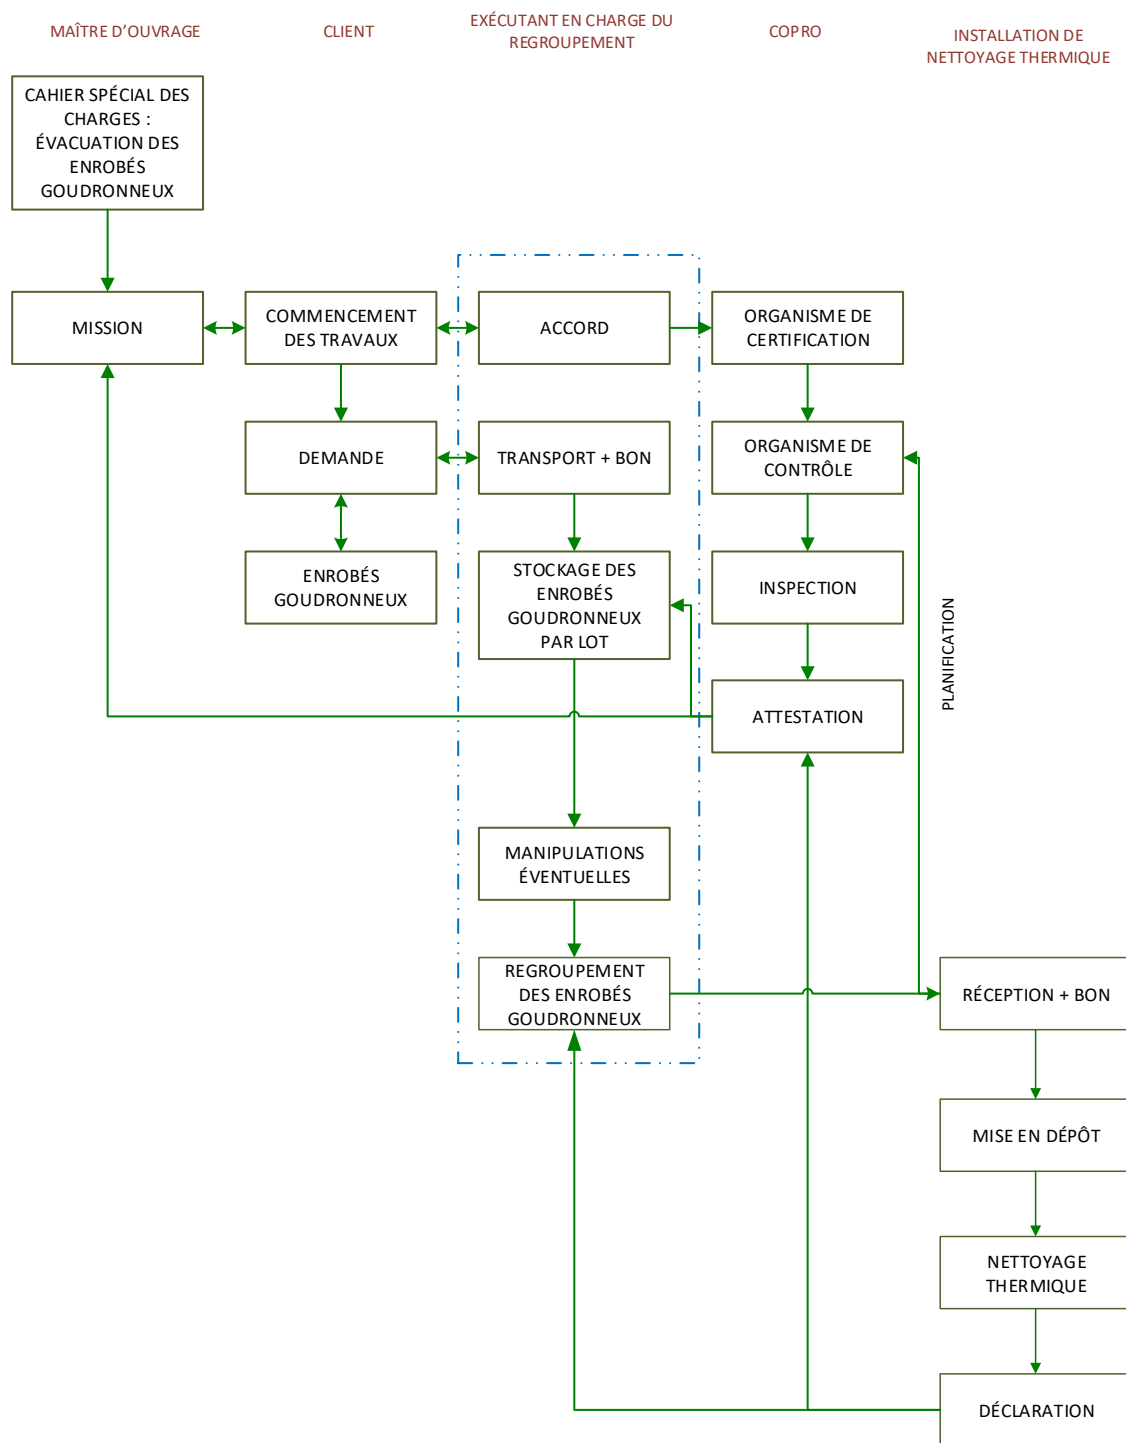 MAÎTRE D’OUVRAGE
CLIENT
EXÉCUTANT EN CHARGE DU
REGROUPEMENT
COPRO
INSTALLATION DE
NETTOYAGE THERMIQUE
CAHIER SPÉCIAL DES
CHARGES :
ÉVACUATION DES
ENROBÉS
GOUDRONNEUX
MISSION
COMMENCEMENT
DES TRAVAUX
ACCORD
ORGANISME DE
CERTIFICATION
DEMANDE
TRANSPORT + BON
ORGANISME DE
CONTRÔLE
ENROBÉS
GOUDRONNEUX
STOCKAGE DES
ENROBÉS
GOUDRONNEUX
PAR LOT
INSPECTION
PLANIFICATION
ATTESTATION
MANIPULATIONS
ÉVENTUELLES
REGROUPEMENT
DES ENROBÉS
GOUDRONNEUX
RÉCEPTION + BON
MISE EN DÉPÔT
NETTOYAGE
THERMIQUE
DÉCLARATION